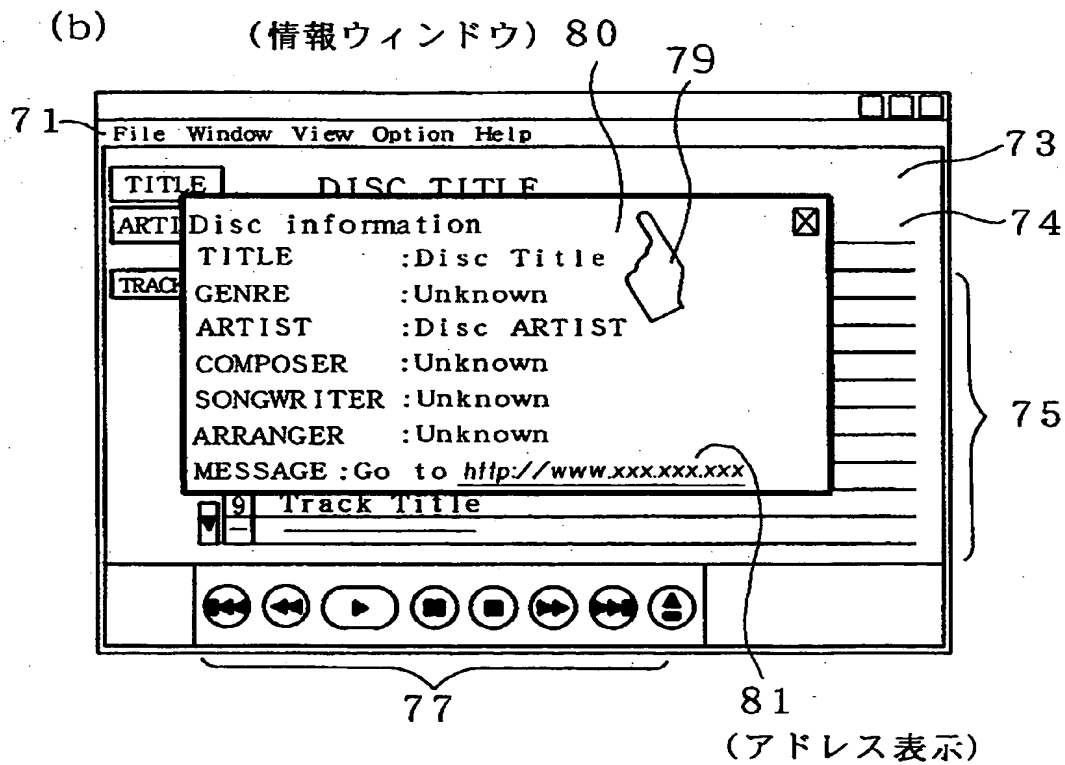 (b)
(情報ウィンドウ) 80
79
71
File Window View Option Help
73
TITLE DISC TITLE
74
ARTI
Disc information
TITLE :Disc Title
TRACK
GENRE :Unknown
ARTIST :Disc ARTIST
COMPOSER :Unknown
SONGWRITER :Unknown
75
ARRANGER :Unknown
MESSAGE :Go to http://www.xxx.xxx.xxx
9 Track Title
77
81
(アドレス表示)